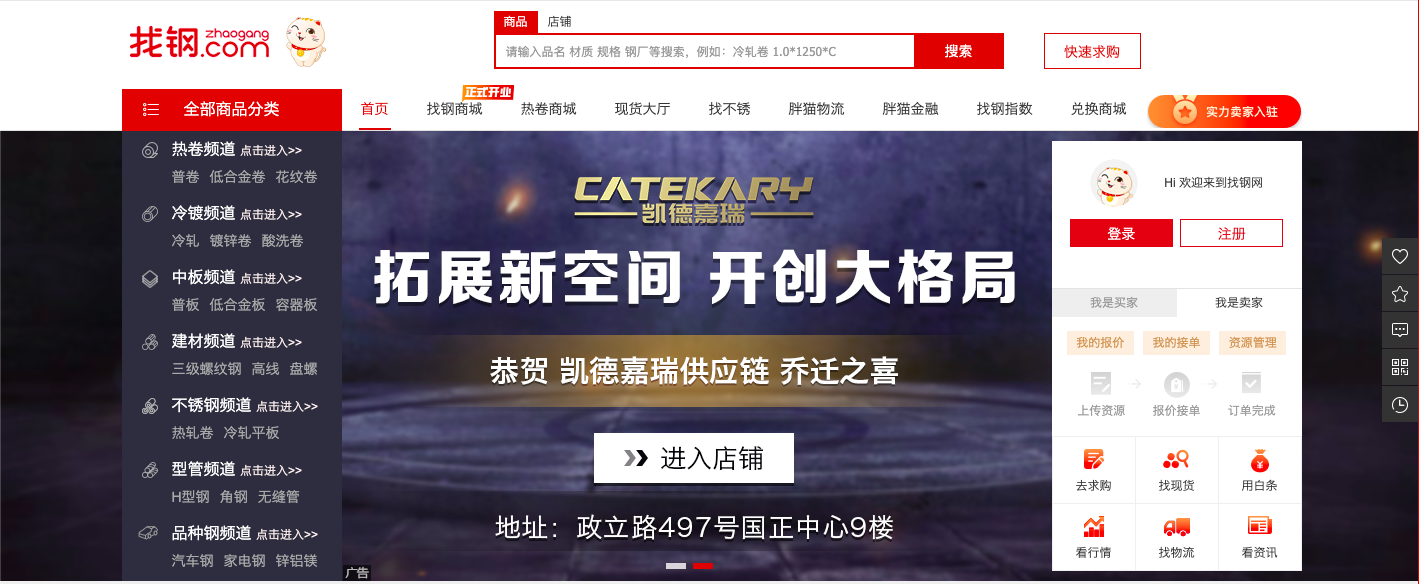 找钢 zhaogang
.com
商品 店铺
请输入品名 材质 规格 钢厂等搜索，例如：冷轧卷 1.0*1250*C 搜索 快速求购
正式开业
全部商品分类 首页 找钢商城 热卷商城 现货大厅 找不锈 胖猫物流 胖猫金融 找钢指数 兑换商城 实力卖家入驻
热卷频道 点击进入>>
普卷 低合金卷 花纹卷
冷镀频道 点击进入>>
冷轧 镀锌卷 酸洗卷
中板频道 点击进入>>
普板 低合金板 容器板
建材频道 点击进入>>
三级螺纹钢 高线 盘螺
不锈钢频道 点击进入>>
热轧卷 冷轧平板
型管频道 点击进入>>
H型钢 角钢 无缝管
品种钢频道 点击进入>>
汽车钢 家电钢 锌铝镁
CATEKARY
凯德嘉瑞
拓展新空间 开创大格局
恭贺 凯德嘉瑞供应链 乔迁之喜
进入店铺
地址：政立路497号国正中心9楼
广告
Hi 欢迎来到找钢网
登录 注册
我是买家 我是卖家
我的报价 我的接单 资源管理
上传资源 报价接单 订单完成
去求购 找现货 用白条
看行情 找物流 看资讯